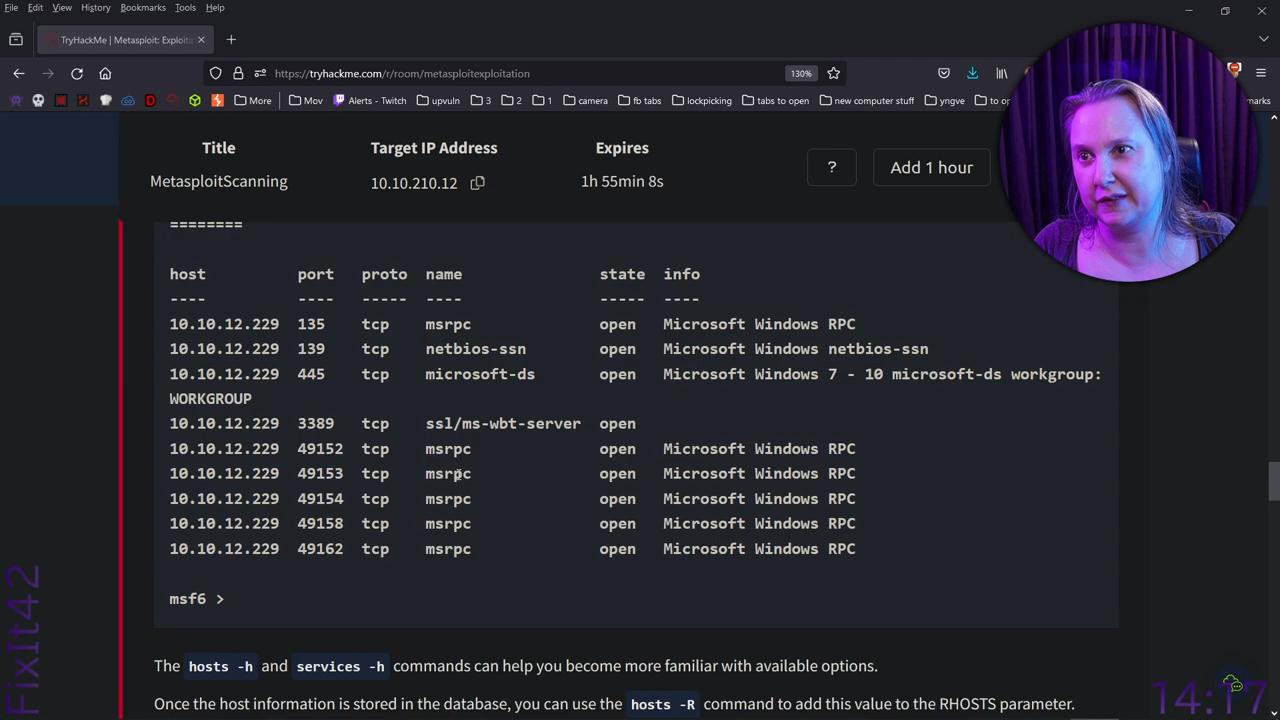 File Edit View History Bookmarks Tools Help
TryHackMe | Metasploit: Exploita
https://tryhackme.com/r/room/metasploitexploitation
130%
More
Mov
Alerts - Twitch
upvuln
3
2
1
camera
fb tabs
lockpicking
tabs to open
new computer stuff
yngve
Title Target IP Address Expires
? Add 1 hour
MetasploitScanning 10.10.210.12 1h 55min 8s
========
host port proto name state info
---- ---- ----- ---- ----- ----
10.10.12.229 135 tcp msrpc open Microsoft Windows RPC
10.10.12.229 139 tcp netbios-ssn open Microsoft Windows netbios-ssn
10.10.12.229 445 tcp microsoft-ds open Microsoft Windows 7 - 10 microsoft-ds workgroup:
WORKGROUP
10.10.12.229 3389 tcp ssl/ms-wbt-server open
10.10.12.229 49152 tcp msrpc open Microsoft Windows RPC
10.10.12.229 49153 tcp msrpc open Microsoft Windows RPC
10.10.12.229 49154 tcp msrpc open Microsoft Windows RPC
10.10.12.229 49158 tcp msrpc open Microsoft Windows RPC
10.10.12.229 49162 tcp msrpc open Microsoft Windows RPC
msf6 >
The hosts -h and services -h commands can help you become more familiar with available options.
Once the host information is stored in the database, you can use the hosts -R command to add this value to the RHOSTS parameter.
FixIt42
14:17